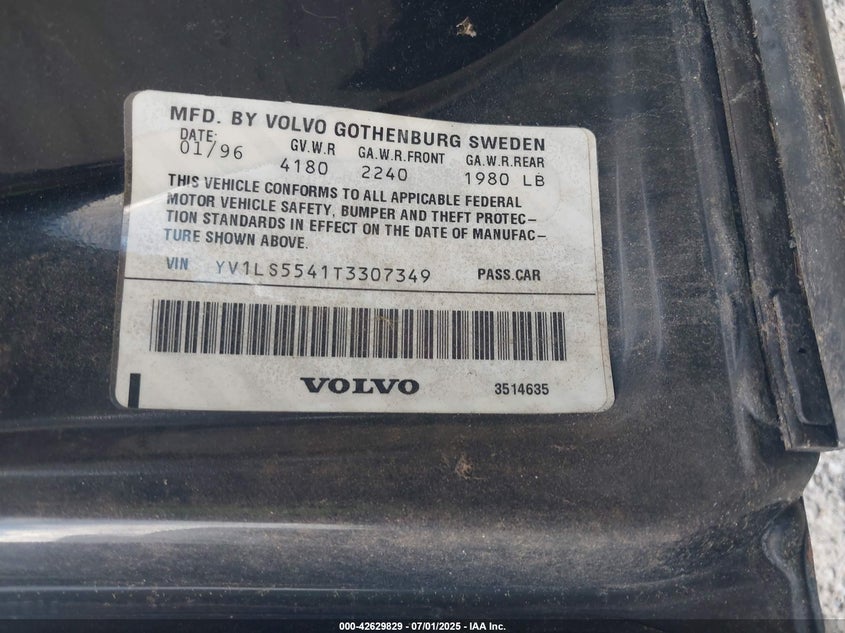 MFD. BY VOLVO GOTHENBURG SWEDEN
DATE: GV.W.R GA.W.R.FRONT GA.W.R.REAR
01/96 4180 2240 1980 LB
THIS VEHICLE CONFORMS TO ALL APPLICABLE FEDERAL
MOTOR VEHICLE SAFETY, BUMPER AND THEFT PROTEC-
TION STANDARDS IN EFFECT ON THE DATE OF MANUFAC-
TURE SHOWN ABOVE.
VIN YV1LS5541T3307349 PASS.CAR
VOLVO 3514635
000-42629829 - 07/01/2025 - IAA Inc.